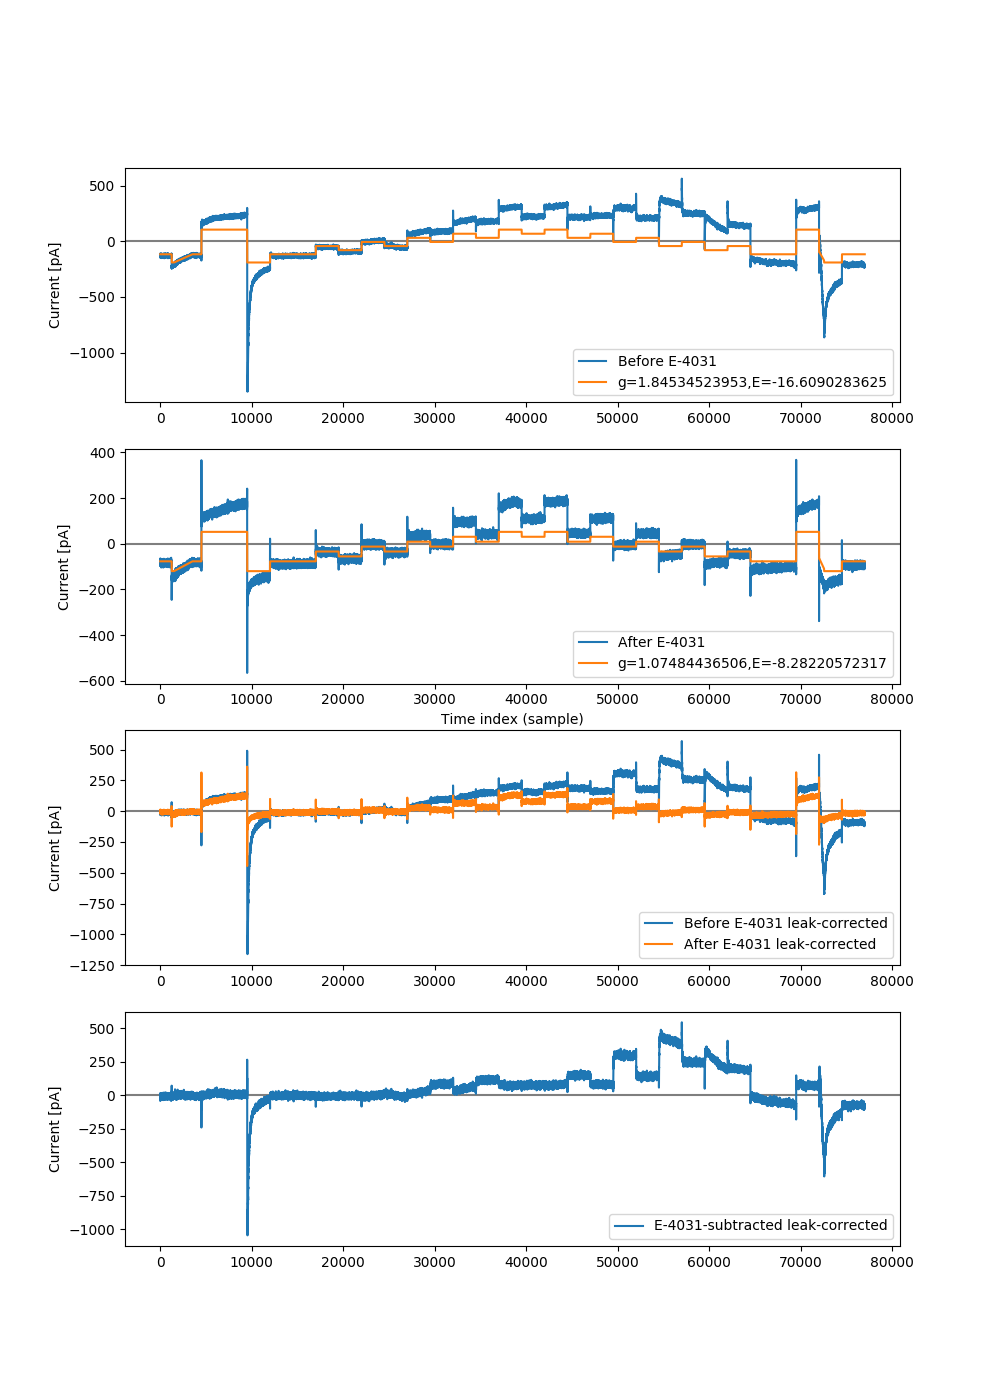 500
0
−500
−1000
Current [pA]
Before E-4031
g=1.84534523953,E=-16.6090283625
0 10000 20000 30000 40000 50000 60000 70000 80000
400
200
0
−200
−400
−600
Current [pA]
After E-4031
g=1.07484436506,E=-8.28220572317
0 10000 20000 30000 40000 50000 60000 70000 80000
Time index (sample)
500
250
0
−250
−500
−750
−1000
−1250
Current [pA]
Before E-4031 leak-corrected
After E-4031 leak-corrected
0 10000 20000 30000 40000 50000 60000 70000 80000
500
250
0
−250
−500
−750
−1000
Current [pA]
E-4031-subtracted leak-corrected
0 10000 20000 30000 40000 50000 60000 70000 80000